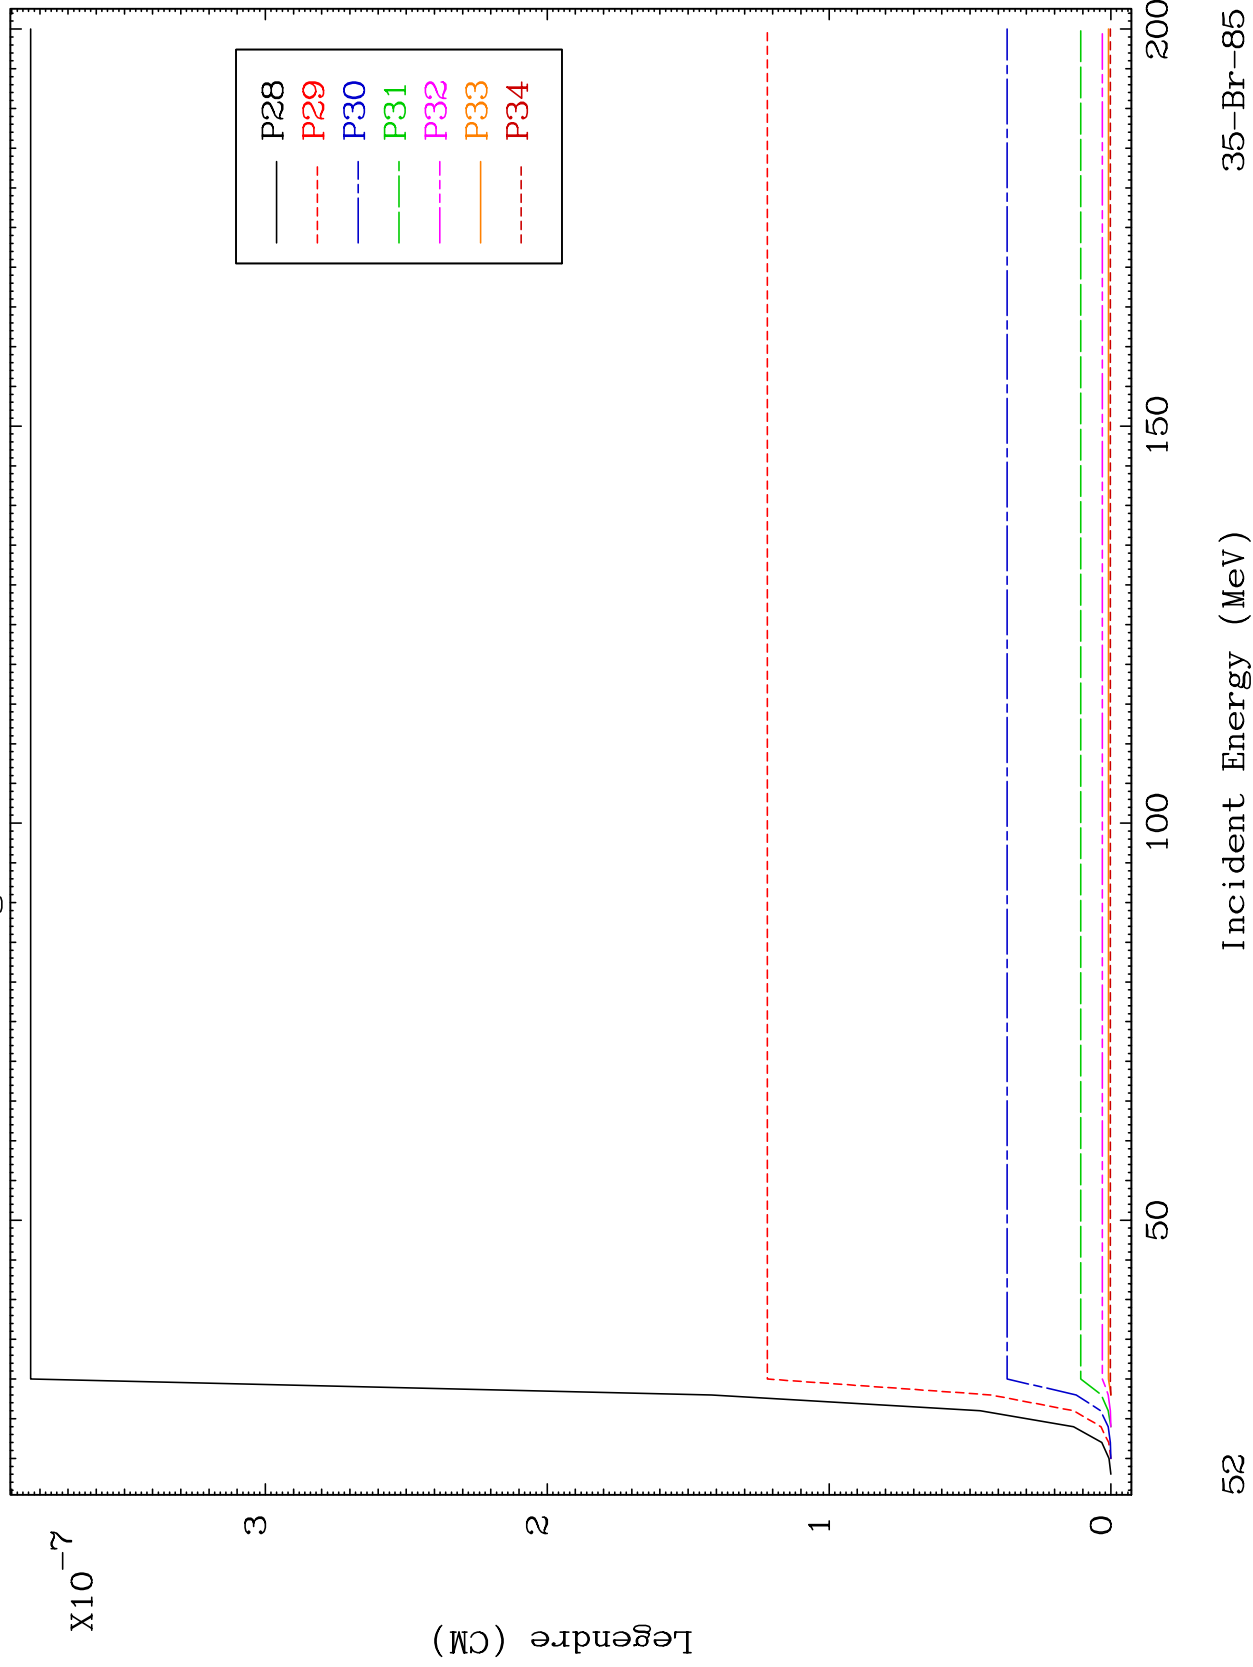 X10-7
3
2
1
0
Legendre (CM)
P28
P29
P30
P31
P32
P33
P34
50
100
150
200
52
Incident Energy (MeV)
35-Br-85